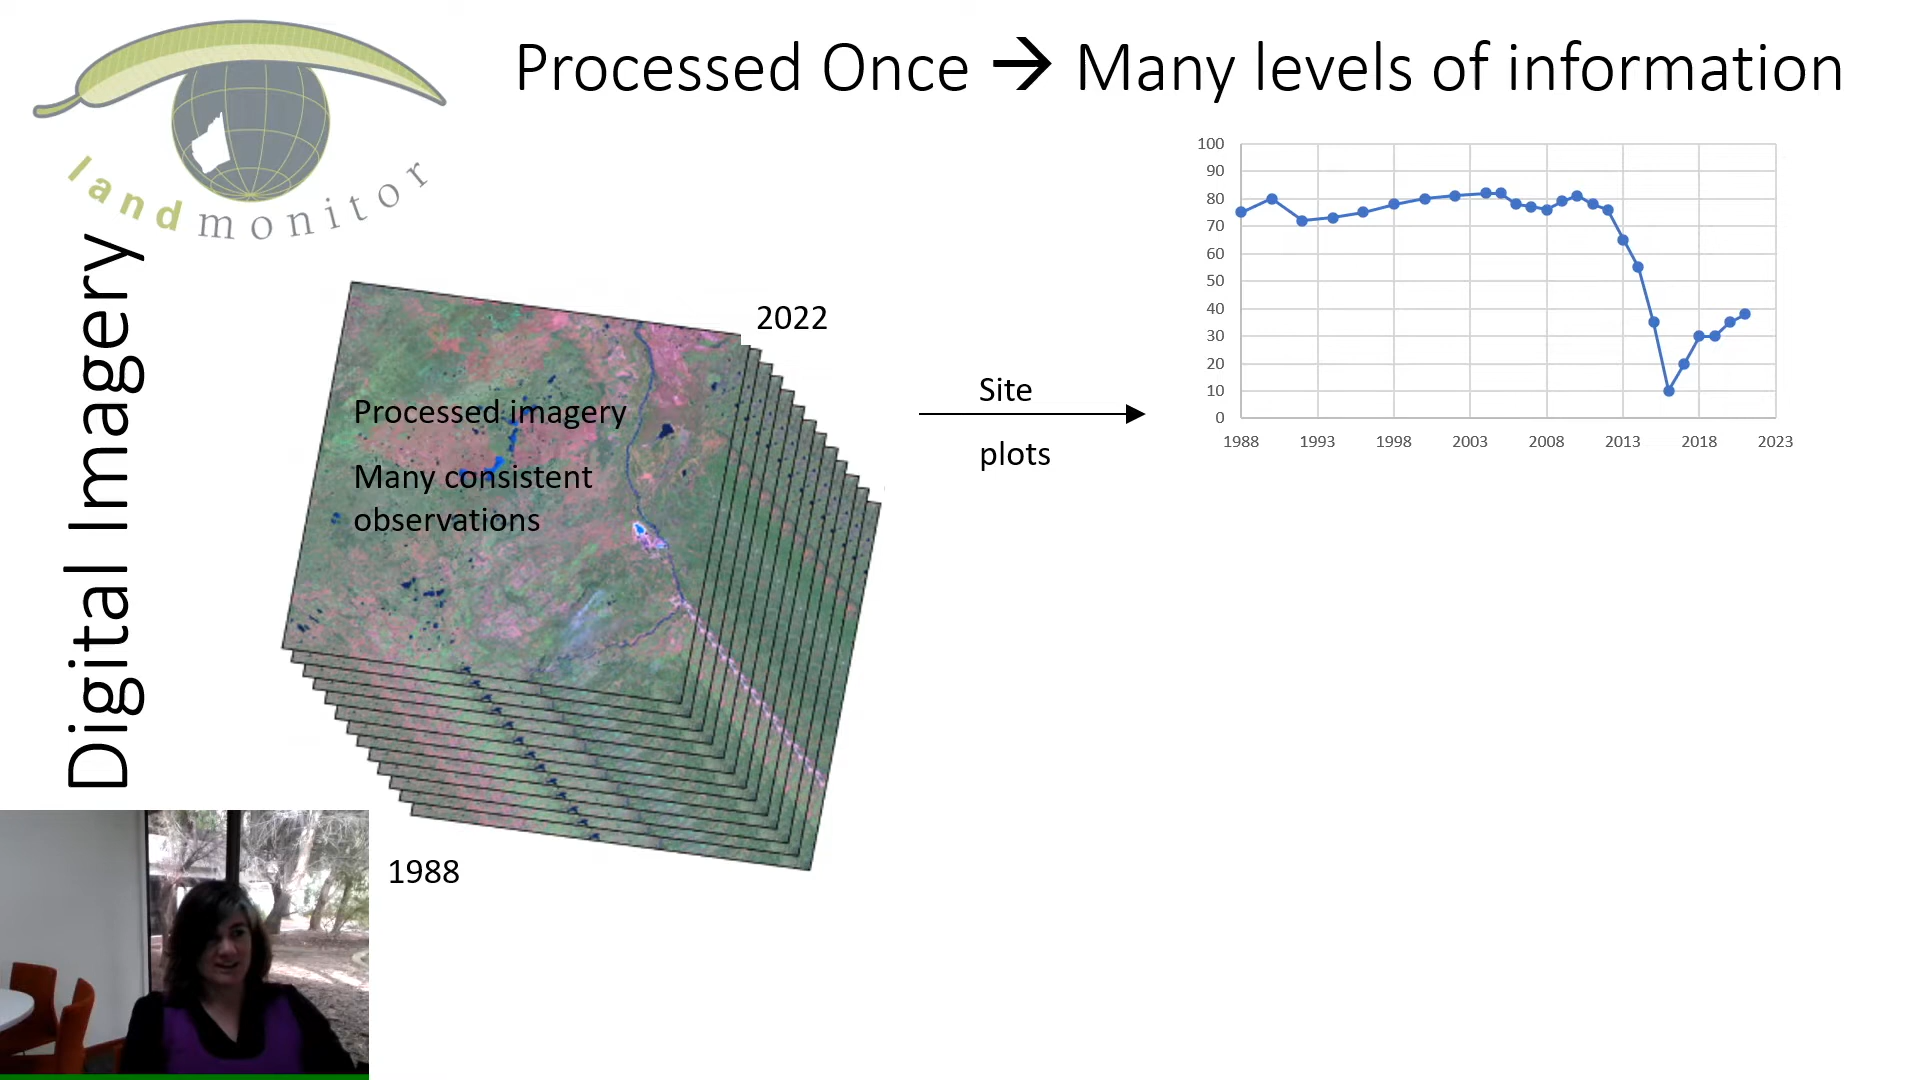 landmonitor
Processed Once → Many levels of information
Digital Imagery
2022
Processed imagery
Many consistent
observations
1988
Site
plots
100
90
80
70
60
50
40
30
20
10
0
1988 1993 1998 2003 2008 2013 2018 2023